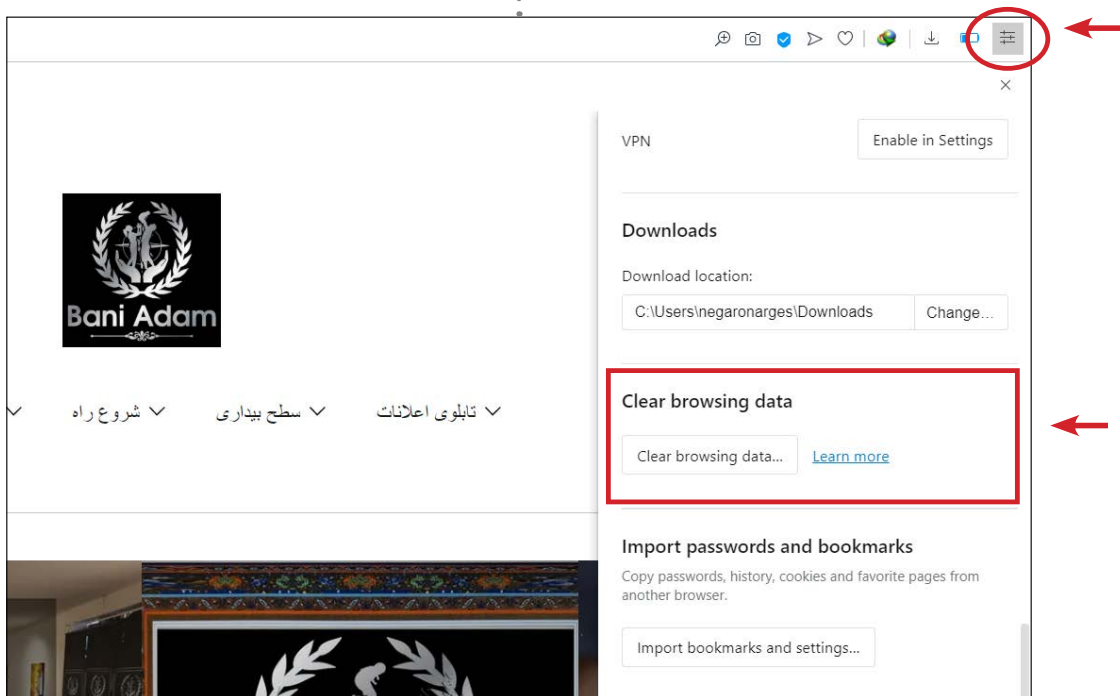 VPN
Enable in Settings
Bani Adam
Downloads
Download location:
C:\Users\negaronarges\Downloads
Change...
تابلوی اعلانات
سطح بیداری
شروع راه
Clear browsing data
Clear browsing data...
Learn more
Import passwords and bookmarks
Copy passwords, history, cookies and favorite pages from
another browser.
Import bookmarks and settings...